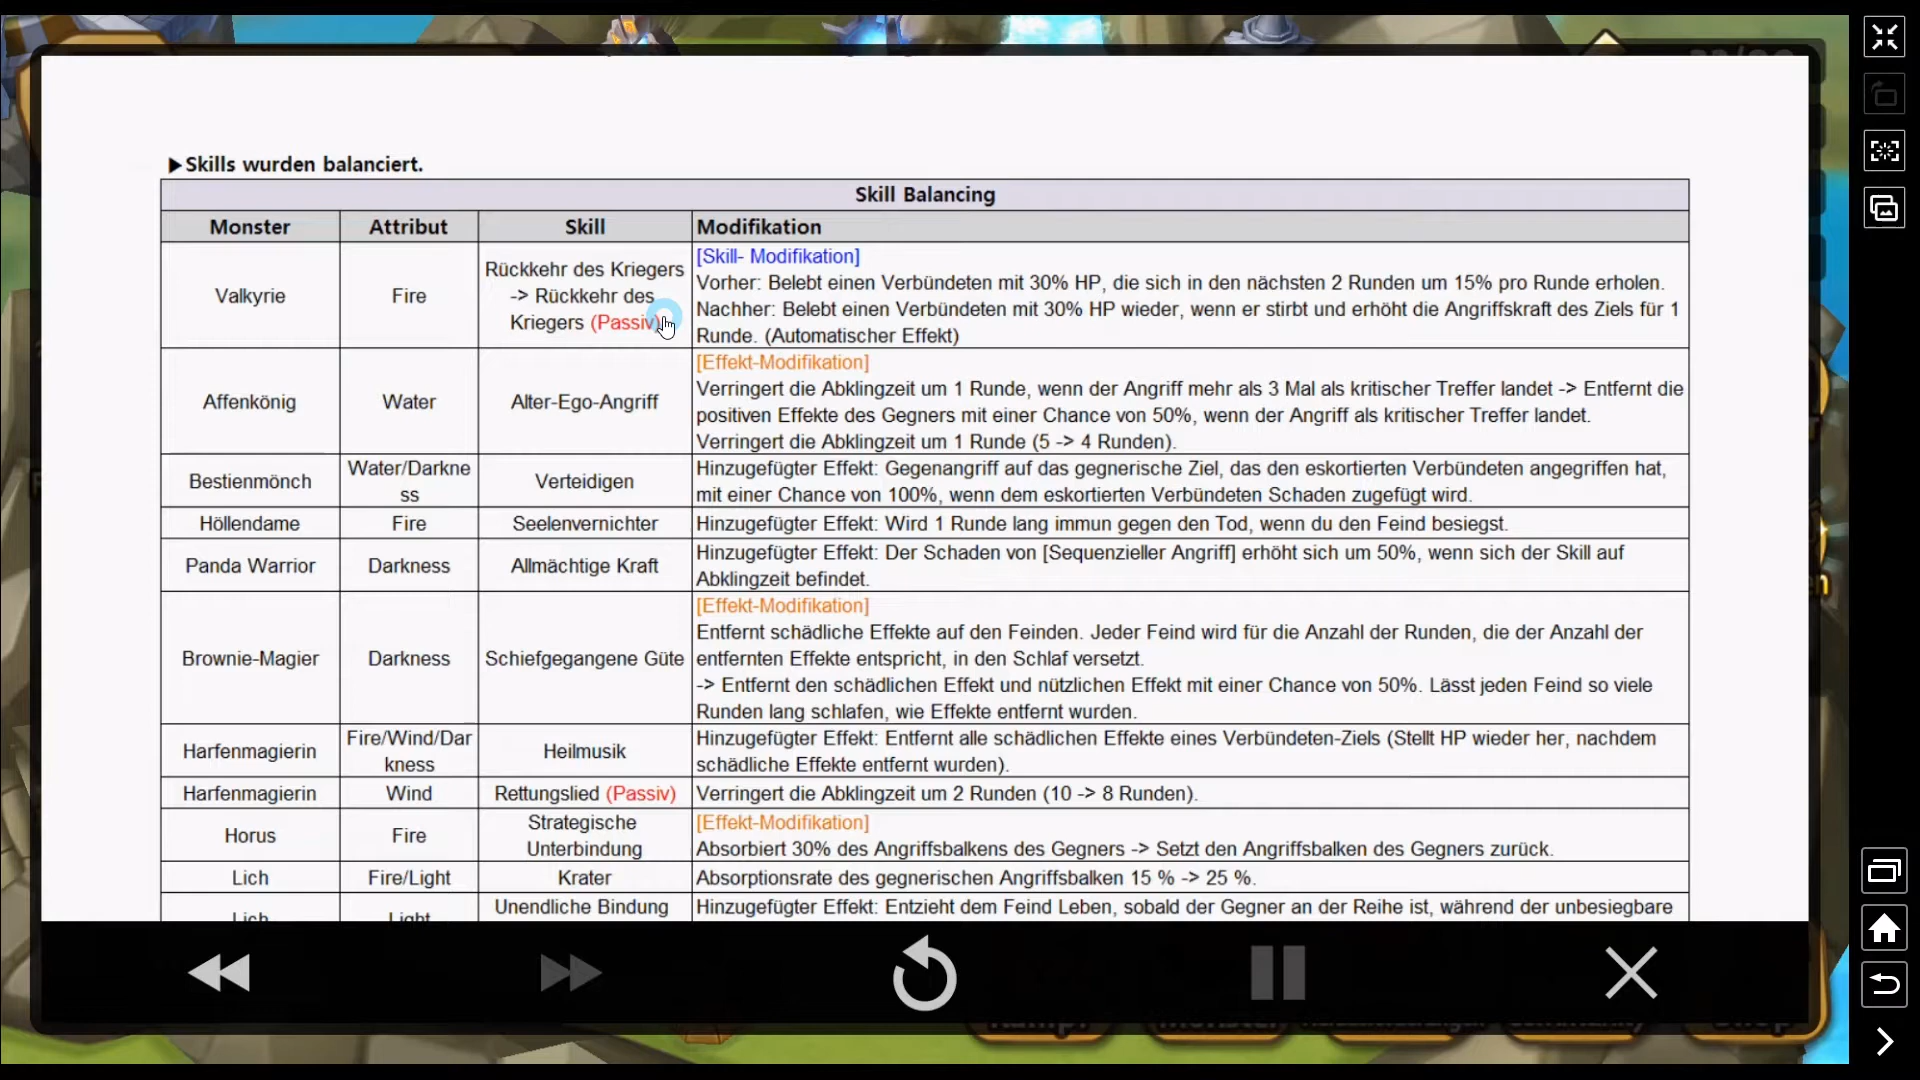 ▶Skills wurden balanciert.
Skill Balancing
Monster Attribut Skill Modifikation
Valkyrie Fire Rückkehr des Kriegers
-> Rückkehr des
Kriegers (Passiv)
[Skill- Modifikation]
Vorher: Belebt einen Verbündeten mit 30% HP, die sich in den nächsten 2 Runden um 15% pro Runde erholen.
Nachher: Belebt einen Verbündeten mit 30% HP wieder, wenn er stirbt und erhöht die Angriffskraft des Ziels für 1
Runde. (Automatischer Effekt)
Affenkönig Water Alter-Ego-Angriff
[Effekt-Modifikation]
Verringert die Abklingzeit um 1 Runde, wenn der Angriff mehr als 3 Mal als kritischer Treffer landet -> Entfernt die
positiven Effekte des Gegners mit einer Chance von 50%, wenn der Angriff als kritischer Treffer landet.
Verringert die Abklingzeit um 1 Runde (5 -> 4 Runden).
Bestienmönch Water/Darkne
ss
Verteidigen
Hinzugefügter Effekt: Gegenangriff auf das gegnerische Ziel, das den eskortierten Verbündeten angegriffen hat,
mit einer Chance von 100%, wenn dem eskortierten Verbündeten Schaden zugefügt wird.
Höllendame Fire Seelenvernichter Hinzugefügter Effekt: Wird 1 Runde lang immun gegen den Tod, wenn du den Feind besiegst.
Panda Warrior Darkness Allmächtige Kraft
Hinzugefügter Effekt: Der Schaden von [Sequenzieller Angriff] erhöht sich um 50%, wenn sich der Skill auf
Abklingzeit befindet.
Brownie-Magier Darkness Schiefgegangene Güte
[Effekt-Modifikation]
Entfernt schädliche Effekte auf den Feinden. Jeder Feind wird für die Anzahl der Runden, die der Anzahl der
entfernten Effekte entspricht, in den Schlaf versetzt.
-> Entfernt den schädlichen Effekt und nützlichen Effekt mit einer Chance von 50%. Lässt jeden Feind so viele
Runden lang schlafen, wie Effekte entfernt wurden.
Harfenmagierin Fire/Wind/Dar
kness
Heilmusik
Hinzugefügter Effekt: Entfernt alle schädlichen Effekte eines Verbündeten-Ziels (Stellt HP wieder her, nachdem
schädliche Effekte entfernt wurden).
Harfenmagierin Wind Rettungslied (Passiv) Verringert die Abklingzeit um 2 Runden (10 -> 8 Runden).
Horus Fire Strategische
Unterbindung
[Effekt-Modifikation]
Absorbiert 30% des Angriffsbalkens des Gegners -> Setzt den Angriffsbalken des Gegners zurück.
Lich Fire/Light Krater Absorptionsrate des gegnerischen Angriffsbalken 15 % -> 25 %.
Lich Light Unendliche Bindung Hinzugefügter Effekt: Entzieht dem Feind Leben, sobald der Gegner an der Reihe ist, während der unbesiegbare